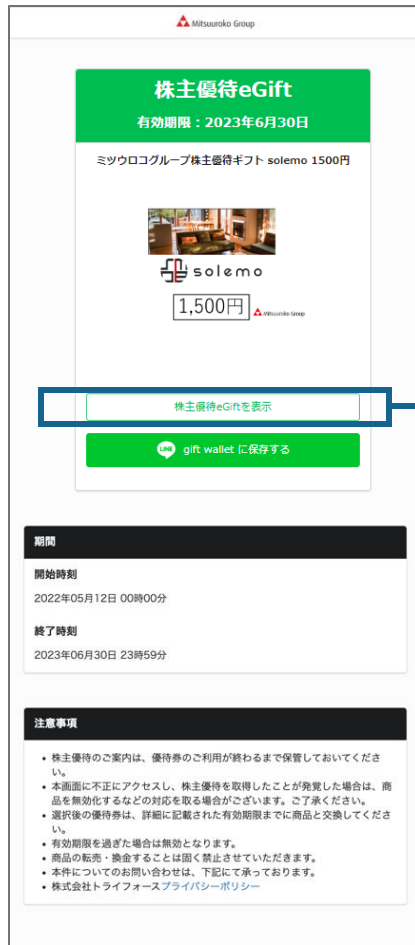 Mitsuuroko Group
株主優待eGift
有効期限：2023年6月30日
ミツウロコグループ株主優待ギフト solemo 1500円
solemo
1,500円 Mitsuuroko Group
株主優待eGiftを表示
LINE gift wallet に保存する
期間
開始時刻
2022年05月12日 00時00分
終了時刻
2023年06月30日 23時59分
注意事項
• 株主優待のご案内は、優待券のご利用が終わるまで保管しておいてくださ
い。
• 本画面に不正にアクセスし、株主優待を取得したことが発覚した場合は、商
品を無効化するなどの対応を取る場合がございます。ご了承ください。
• 選択後の優待券は、詳細に記載された有効期限までに商品と交換してくださ
い。
• 有効期限を過ぎた場合は無効となります。
• 商品の転売・換金することは固く禁止させていただきます。
• 本件についてのお問い合わせは、下記にて承っております。
• 株式会社トライフォースプライバシーポリシー